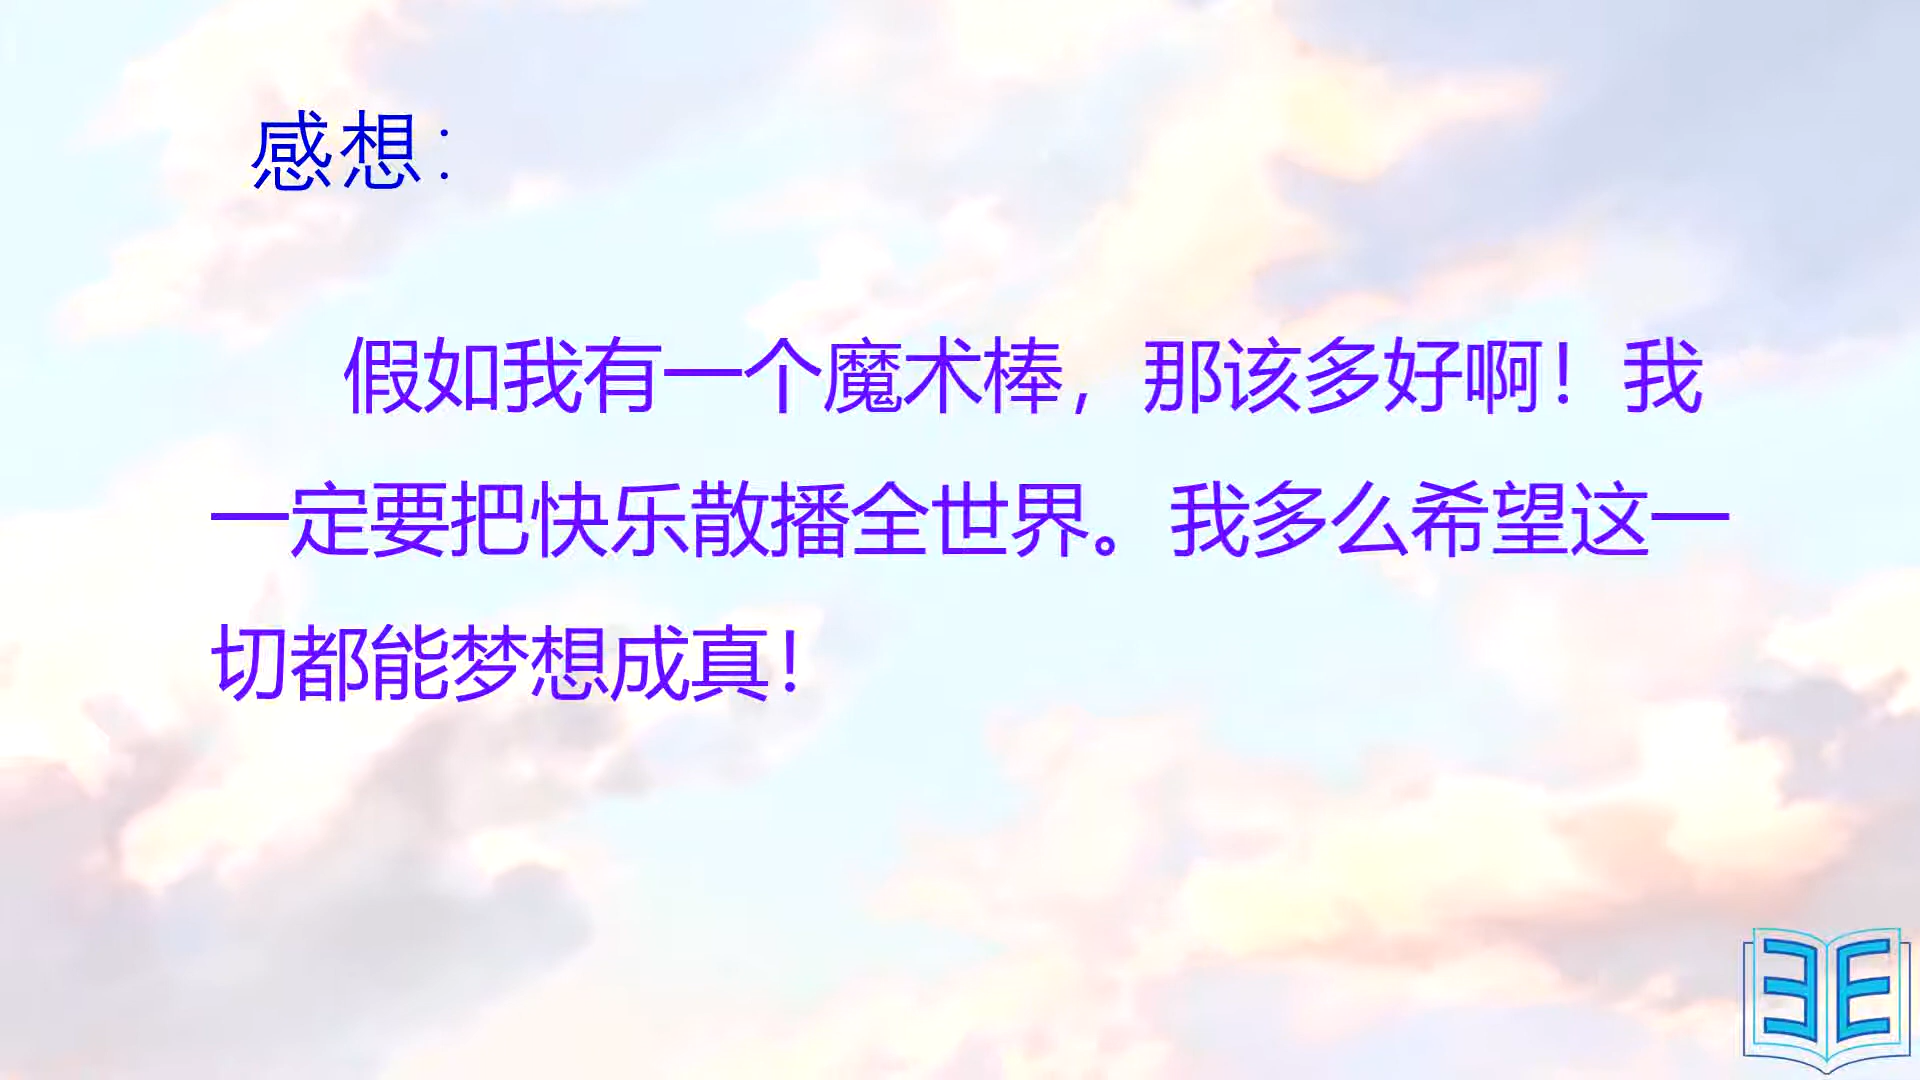 感想：
假如我有一个魔术棒，那该多好啊！我
一定要把快乐散播全世界。我多么希望这一
切都能梦想成真！